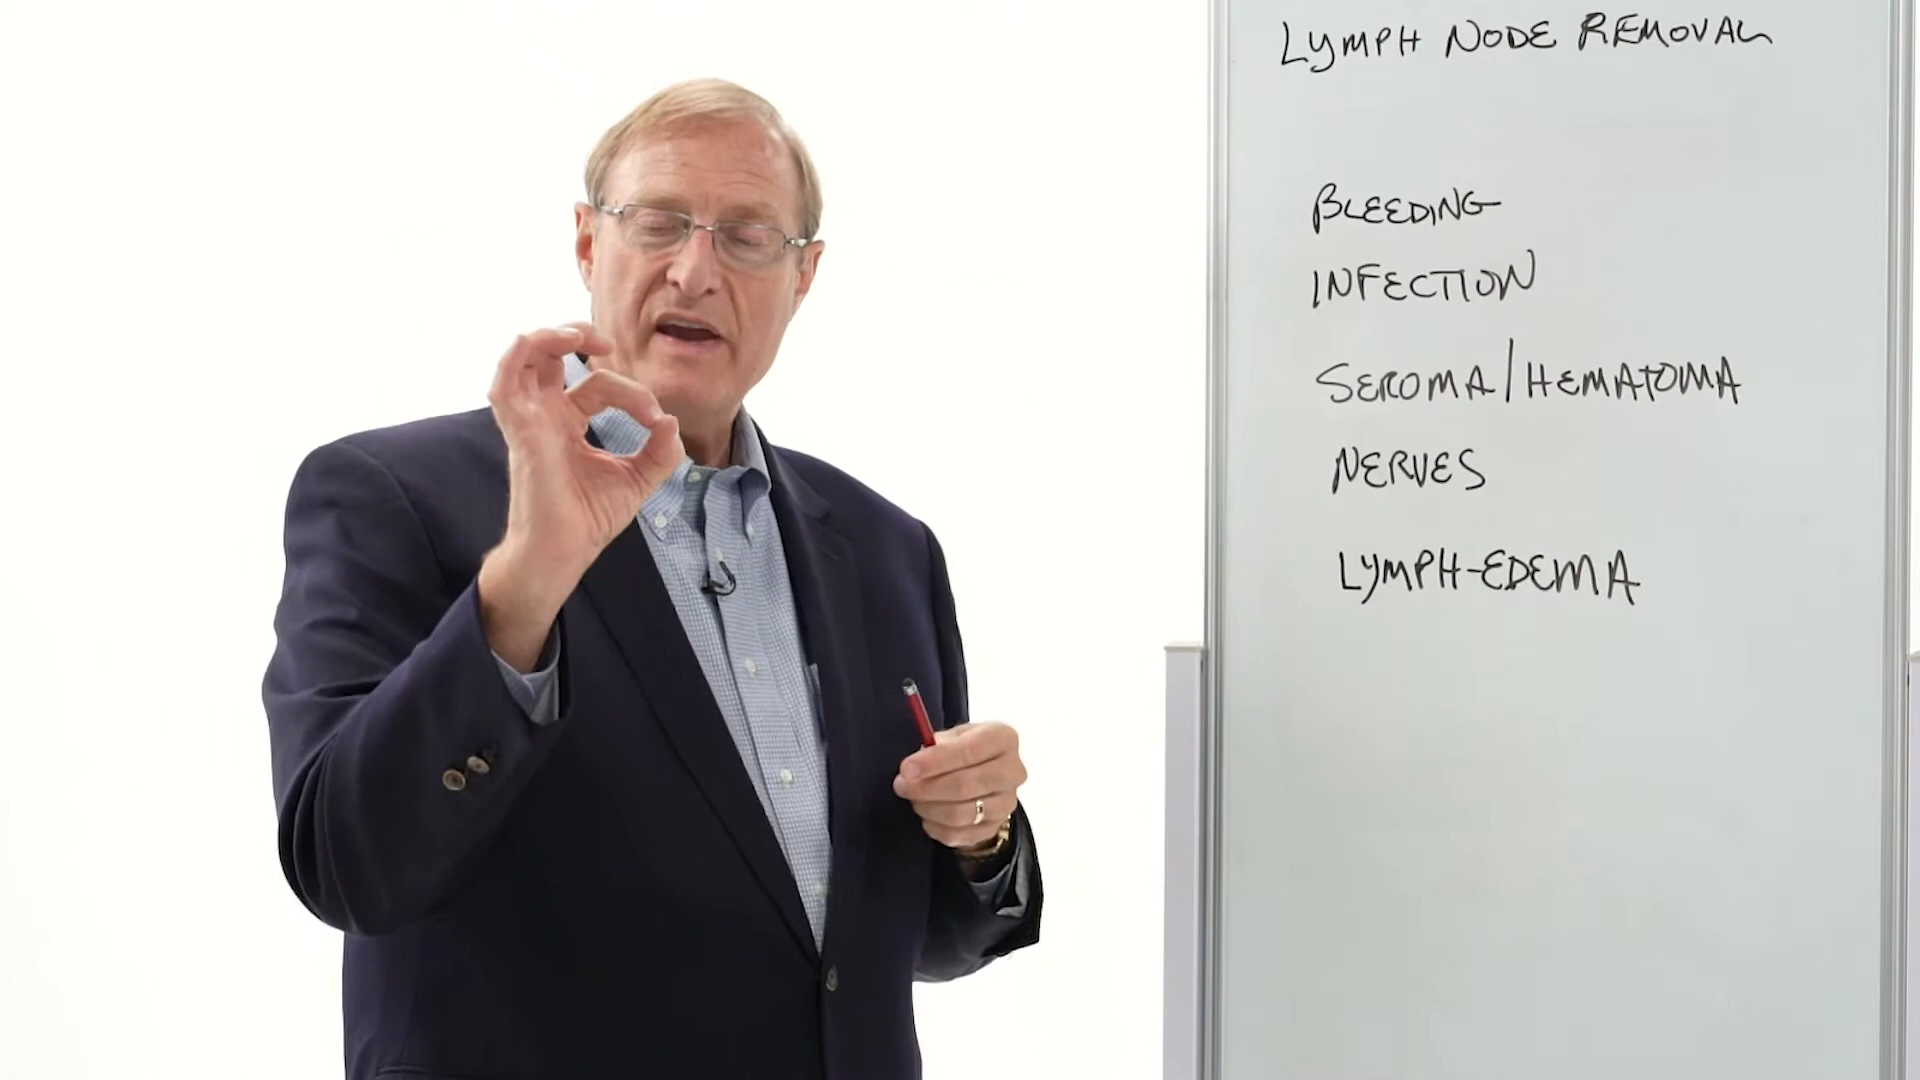 LYMPH NODE REMOVAL
BLEEDING
INFECTION
SEROMA/HEMATOMA
NERVES
LYMPH-EDEMA